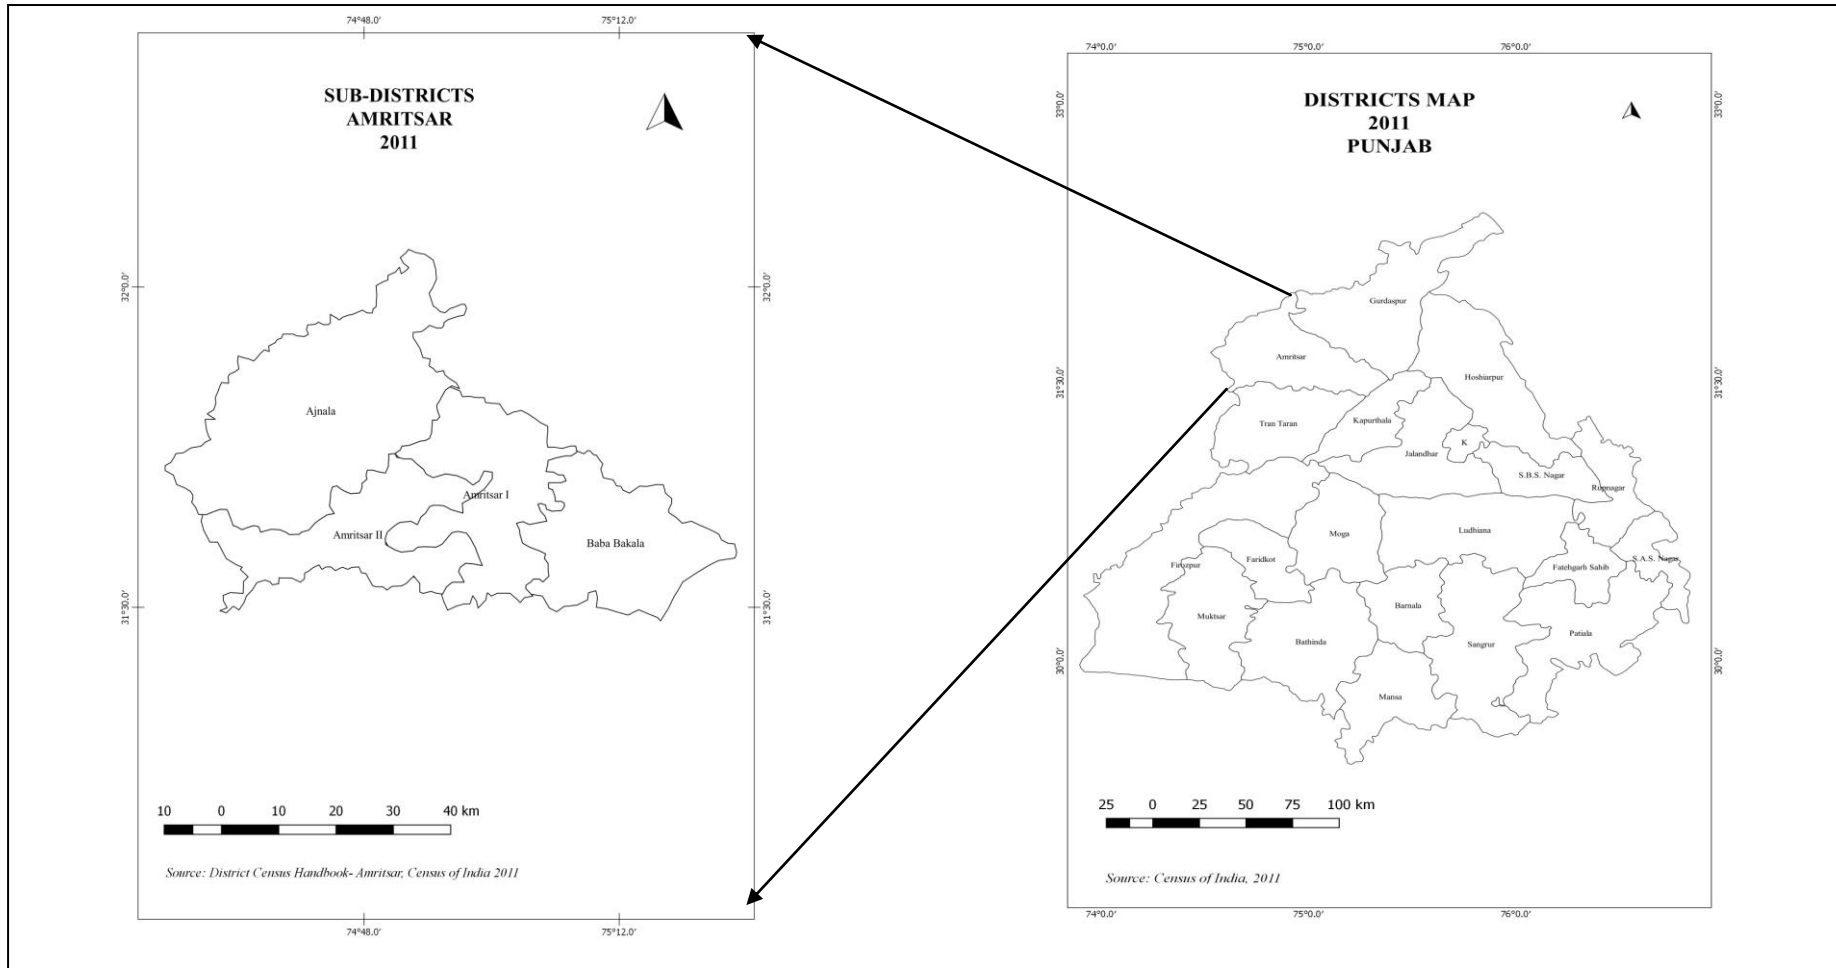 74°48.0'
75°12.0'
SUB-DISTRICTS
AMRITSAR
2011
32°0.0'
32°0.0'
Ajnala
Amritsar I
Amritsar II
Baba Bakala
31°30.0'
31°30.0'
10 0 10 20 30 40 km
Source: District Census Handbook- Amritsar, Census of India 2011
74°48.0'
75°12.0'
74°0.0'
75°0.0'
76°0.0'
33°0.0'
33°0.0'
DISTRICTS MAP
2011
PUNJAB
Gurdaspur
Amritsar
Hoshiarpur
31°30.0'
31°30.0'
Tran Taran
Kapurthala
K
Jalandhar
S.B.S. Nagar
Rupnagar
Moga
Ludhiana
Firozpur
Faridkot
Fatehgarh Sahib
S.A.S. Nagar
Muktsar
Barnala
Bathinda
Sangrur
Patiala
30°0.0'
30°0.0'
Mansa
25 0 25 50 75 100 km
Source: Census of India, 2011
74°0.0'
75°0.0'
76°0.0'